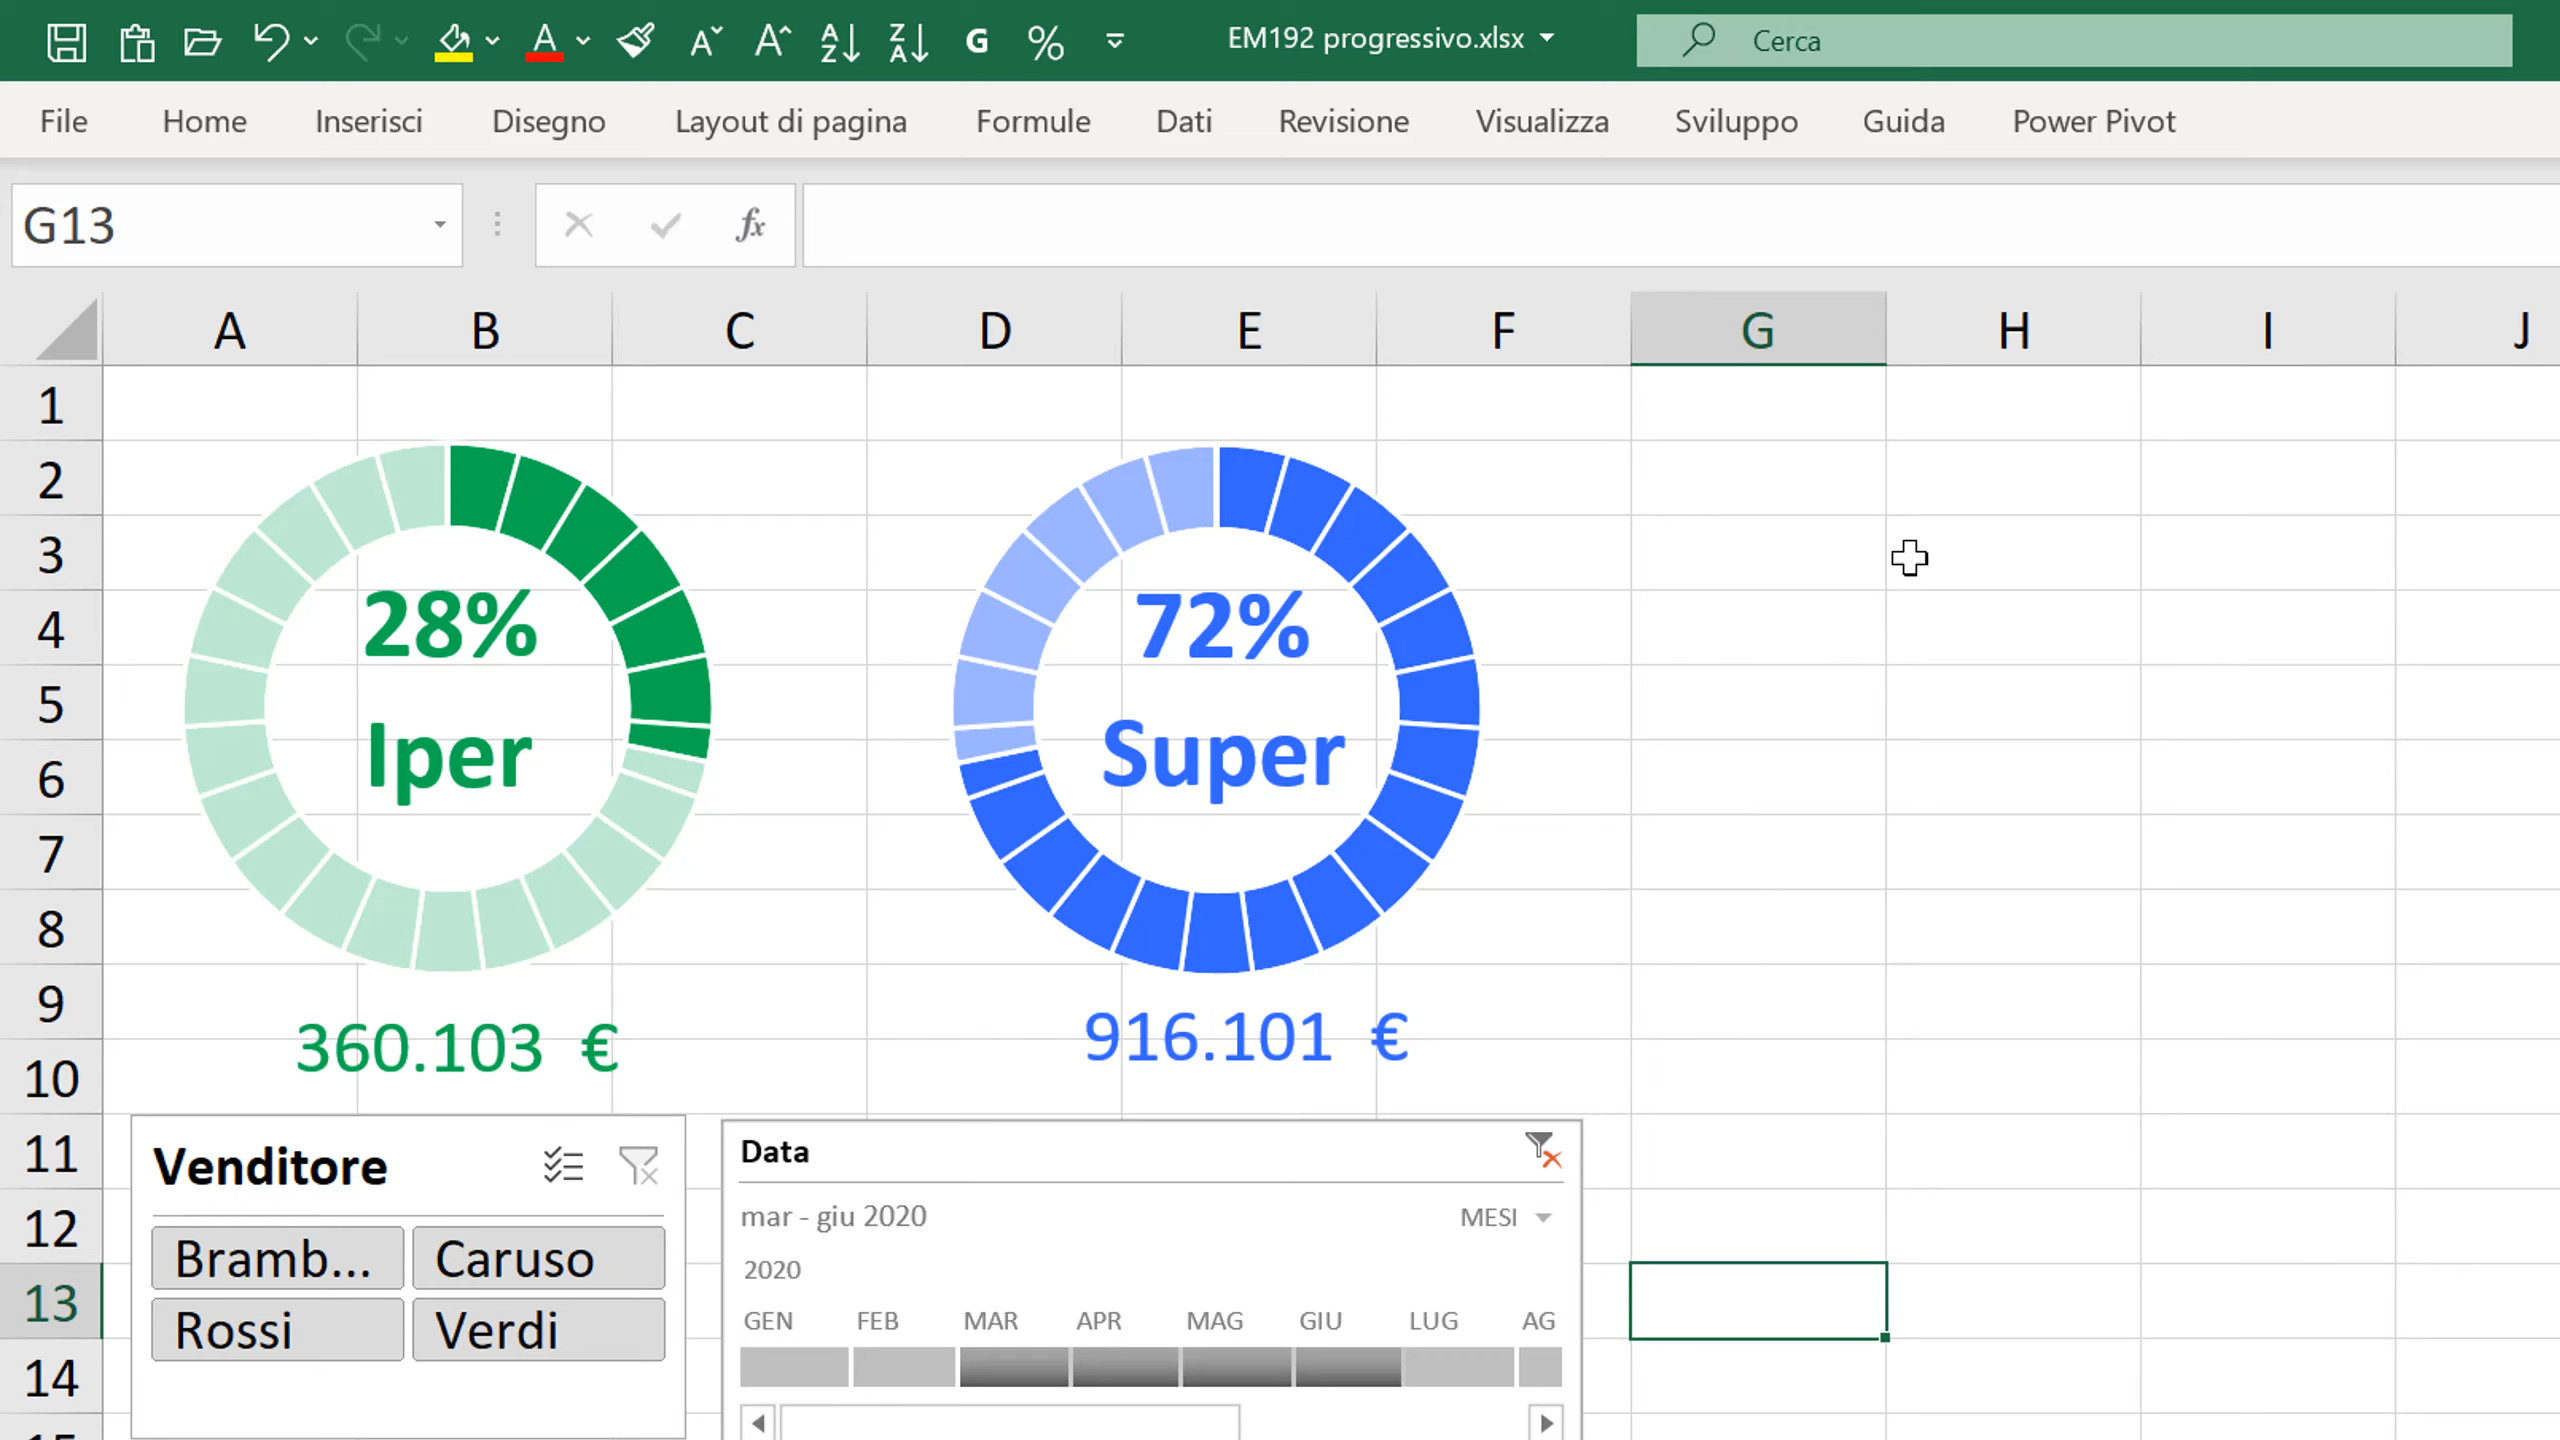 G %
EM192 progressivo.xlsx
Cerca
File Home Inserisci Disegno Layout di pagina Formule Dati Revisione Visualizza Sviluppo Guida Power Pivot
G13
fx
A B C D E F G H I J
1
2
3
4
5
6
7
8
9
10
11
12
13
14
28%
Iper
72%
Super
360.103 €
916.101 €
Venditore
Bramb... Caruso
Rossi Verdi
Data
mar - giu 2020
MESI
2020
GEN FEB MAR APR MAG GIU LUG AG